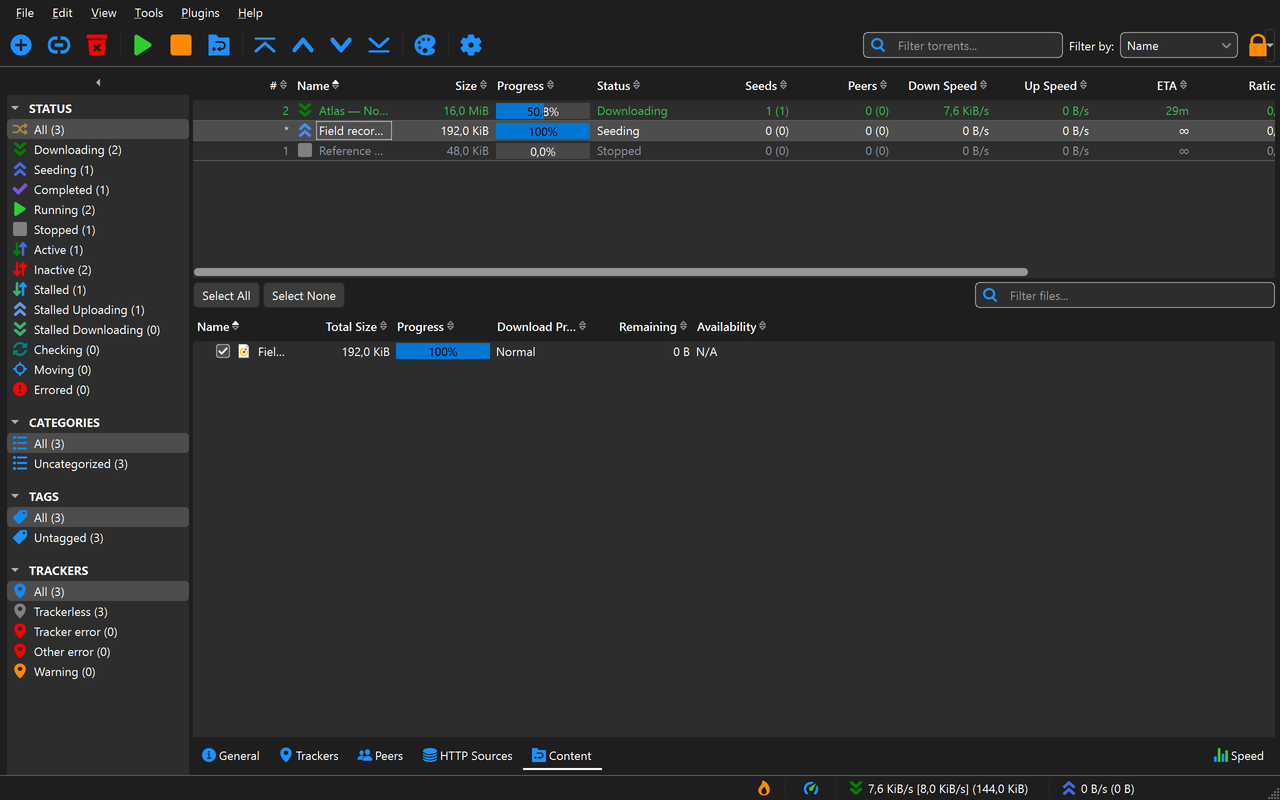 File Edit View Tools Plugins Help
Filter torrents... Filter by: Name
# Name Size Progress Status Seeds Peers Down Speed Up Speed ETA Ratio
2 Atlas — No... 16,0 MiB 50,8% Downloading 1 (1) 0 (0) 7,6 KiB/s 0 B/s 29m 0,
* Field recor... 192,0 KiB 100% Seeding 0 (0) 0 (0) 0 B/s 0 B/s ∞ 0,
1 Reference ... 48,0 KiB 0,0% Stopped 0 (0) 0 (0) 0 B/s 0 B/s ∞ 0,
STATUS
All (3)
Downloading (2)
Seeding (1)
Completed (1)
Running (2)
Stopped (1)
Active (1)
Inactive (2)
Stalled (1)
Stalled Uploading (1)
Stalled Downloading (0)
Checking (0)
Moving (0)
Errored (0)
CATEGORIES
All (3)
Uncategorized (3)
TAGS
All (3)
Untagged (3)
TRACKERS
All (3)
Trackerless (3)
Tracker error (0)
Other error (0)
Warning (0)
Select All Select None Filter files...
Name Total Size Progress Download Pr... Remaining Availability
Fiel... 192,0 KiB 100% Normal 0 B N/A
General Trackers Peers HTTP Sources Content Speed
7,6 KiB/s [8,0 KiB/s] (144,0 KiB) 0 B/s (0 B)